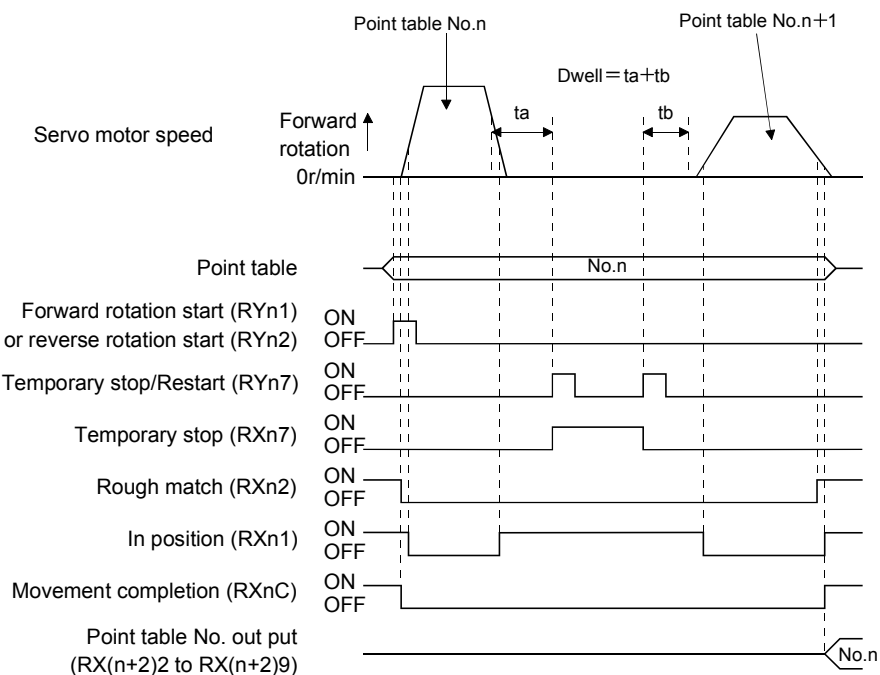 Point table No.n
Point table No.n+1
Dwell=ta+tb
ta
tb
Servo motor speed
Forward
rotation
0r/min
Point table
No.n
Forward rotation start (RYn1)
or reverse rotation start (RYn2)
ON
OFF
Temporary stop/Restart (RYn7)
ON
OFF
Temporary stop (RXn7)
ON
OFF
Rough match (RXn2)
ON
OFF
In position (RXn1)
ON
OFF
Movement completion (RXnC)
ON
OFF
Point table No. out put
(RX(n+2)2 to RX(n+2)9)
No.n